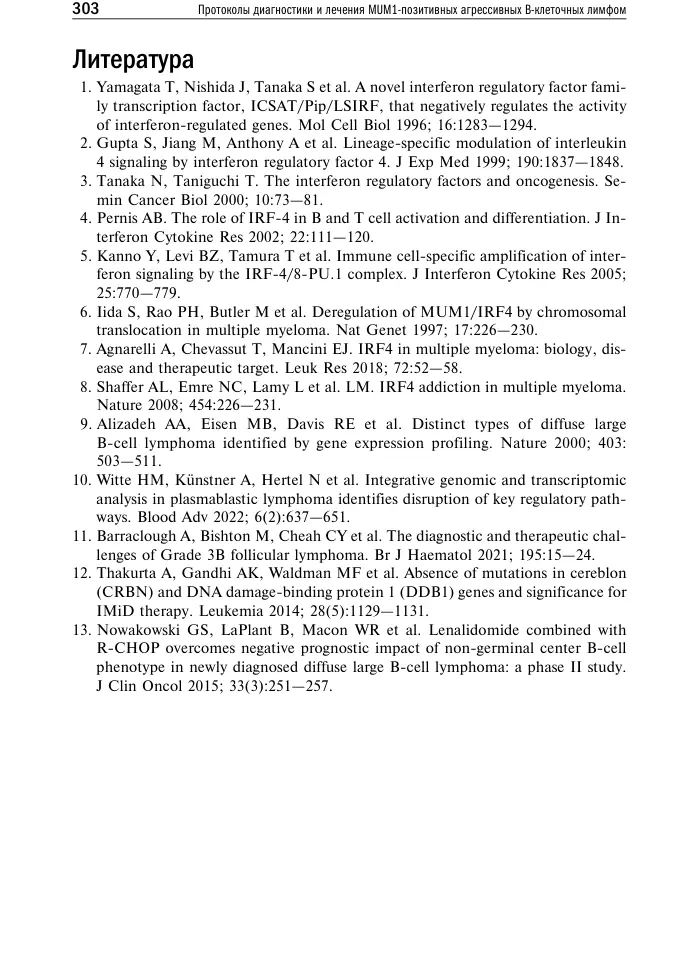 303 Протоколы диагностики и лечения MUM1-позитивных агрессивных В-клеточных лимфом
Литература
1. Yamagata T, Nishida J, Tanaka S et al. A novel interferon regulatory factor fami-
ly transcription factor, ICSAT/Pip/LSIRF, that negatively regulates the activity
of interferon-regulated genes. Mol Cell Biol 1996; 16:1283—1294.
2. Gupta S, Jiang M, Anthony A et al. Lineage-specific modulation of interleukin
4 signaling by interferon regulatory factor 4. J Exp Med 1999; 190:1837—1848.
3. Tanaka N, Taniguchi T. The interferon regulatory factors and oncogenesis. Se-
min Cancer Biol 2000; 10:73—81.
4. Pernis AB. The role of IRF-4 in B and T cell activation and differentiation. J In-
terferon Cytokine Res 2002; 22:111—120.
5. Kanno Y, Levi BZ, Tamura T et al. Immune cell-specific amplification of inter-
feron signaling by the IRF-4/8-PU.1 complex. J Interferon Cytokine Res 2005;
25:770—779.
6. Iida S, Rao PH, Butler M et al. Deregulation of MUM1/IRF4 by chromosomal
translocation in multiple myeloma. Nat Genet 1997; 17:226—230.
7. Agnarelli A, Chevassut T, Mancini EJ. IRF4 in multiple myeloma: biology, dis-
ease and therapeutic target. Leuk Res 2018; 72:52—58.
8. Shaffer AL, Emre NC, Lamy L et al. LM. IRF4 addiction in multiple myeloma.
Nature 2008; 454:226—231.
9. Alizadeh AA, Eisen MB, Davis RE et al. Distinct types of diffuse large
B-cell lymphoma identified by gene expression profiling. Nature 2000; 403:
503—511.
10. Witte HM, Künstner A, Hertel N et al. Integrative genomic and transcriptomic
analysis in plasmablastic lymphoma identifies disruption of key regulatory path-
ways. Blood Adv 2022; 6(2):637—651.
11. Barraclough A, Bishton M, Cheah CY et al. The diagnostic and therapeutic chal-
lenges of Grade 3B follicular lymphoma. Br J Haematol 2021; 195:15—24.
12. Thakurta A, Gandhi AK, Waldman MF et al. Absence of mutations in cereblon
(CRBN) and DNA damage-binding protein 1 (DDB1) genes and significance for
IMiD therapy. Leukemia 2014; 28(5):1129—1131.
13. Nowakowski GS, LaPlant B, Macon WR et al. Lenalidomide combined with
R-CHOP overcomes negative prognostic impact of non-germinal center B-cell
phenotype in newly diagnosed diffuse large B-cell lymphoma: a phase II study.
J Clin Oncol 2015; 33(3):251—257.